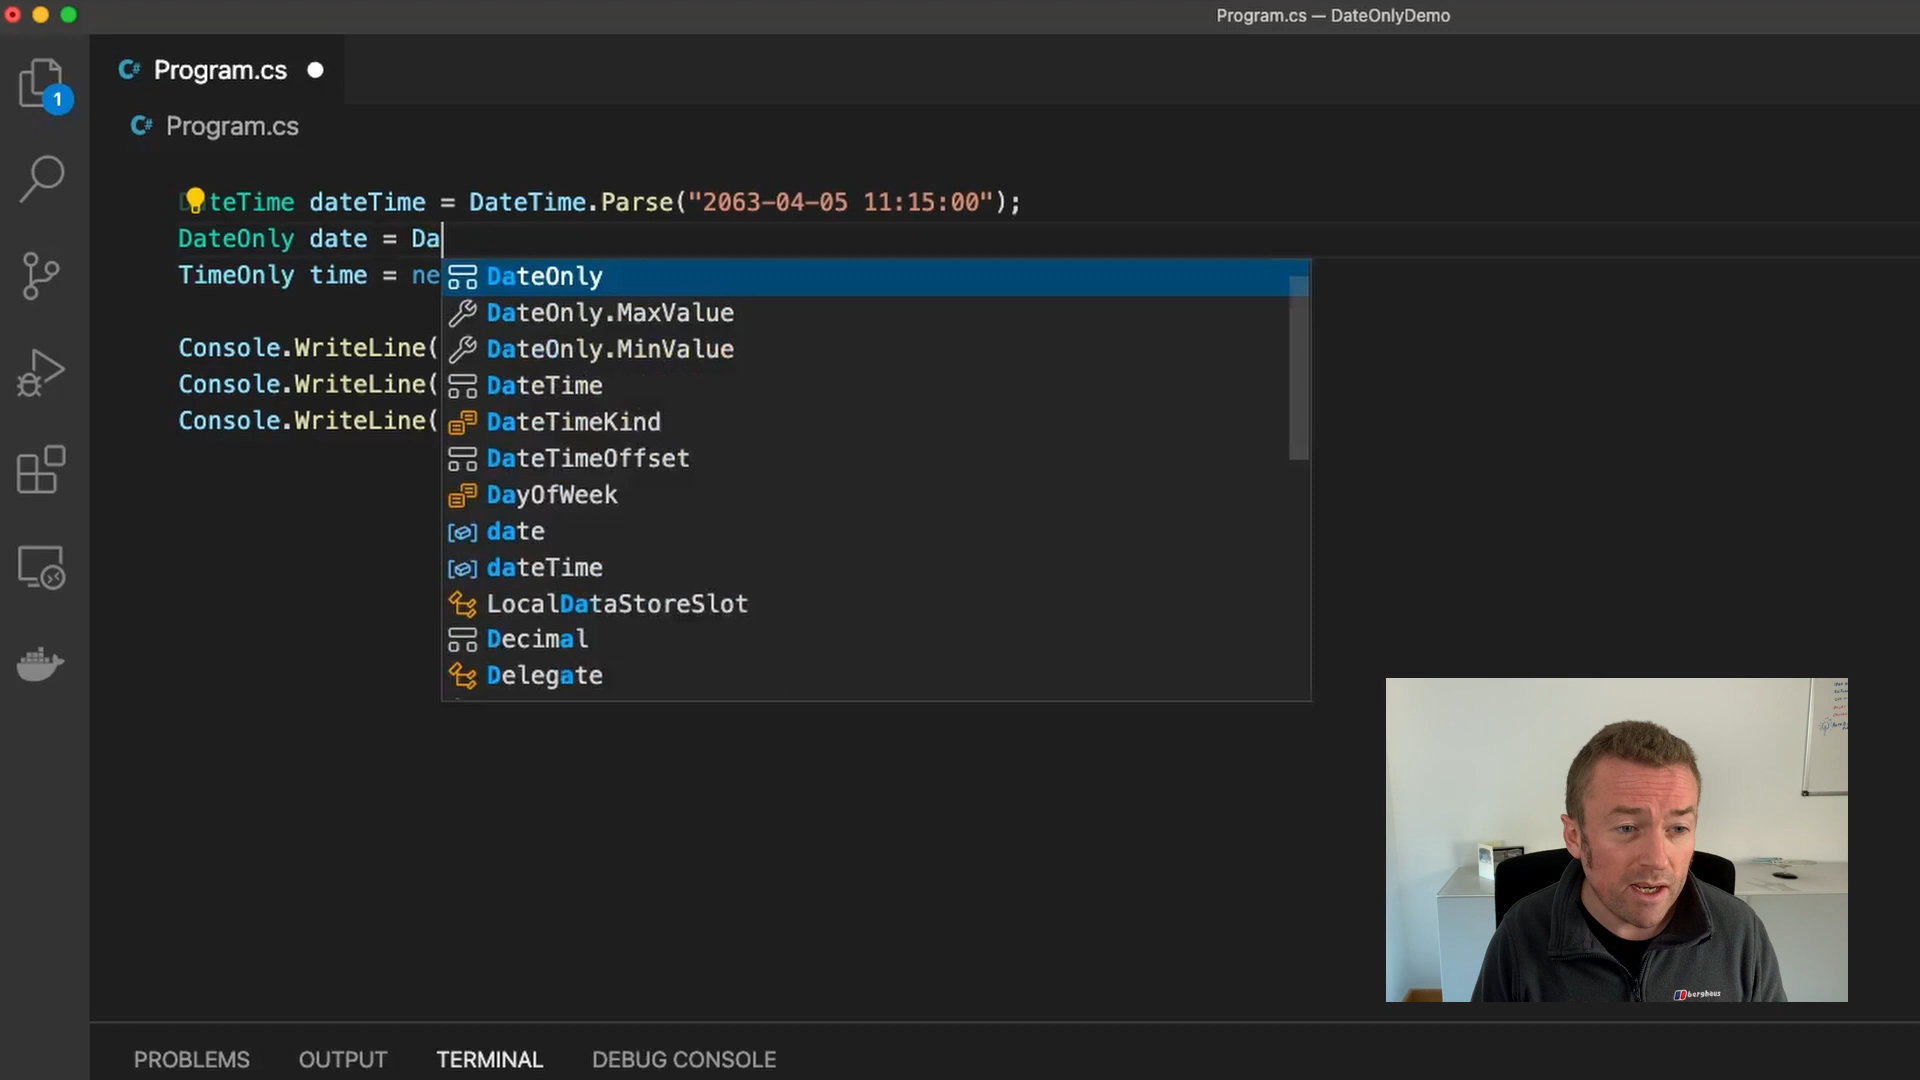 Program.cs — DateOnlyDemo
1
C# Program.cs
C# Program.cs
teTime dateTime = DateTime.Parse("2063-04-05 11:15:00");
DateOnly date = Da
TimeOnly time = ne
Console.WriteLine(
Console.WriteLine(
Console.WriteLine(
DateOnly
DateOnly.MaxValue
DateOnly.MinValue
DateTime
DateTimeKind
DateTimeOffset
DayOfWeek
date
dateTime
LocalDataStoreSlot
Decimal
Delegate
berghaus
PROBLEMS OUTPUT TERMINAL DEBUG CONSOLE